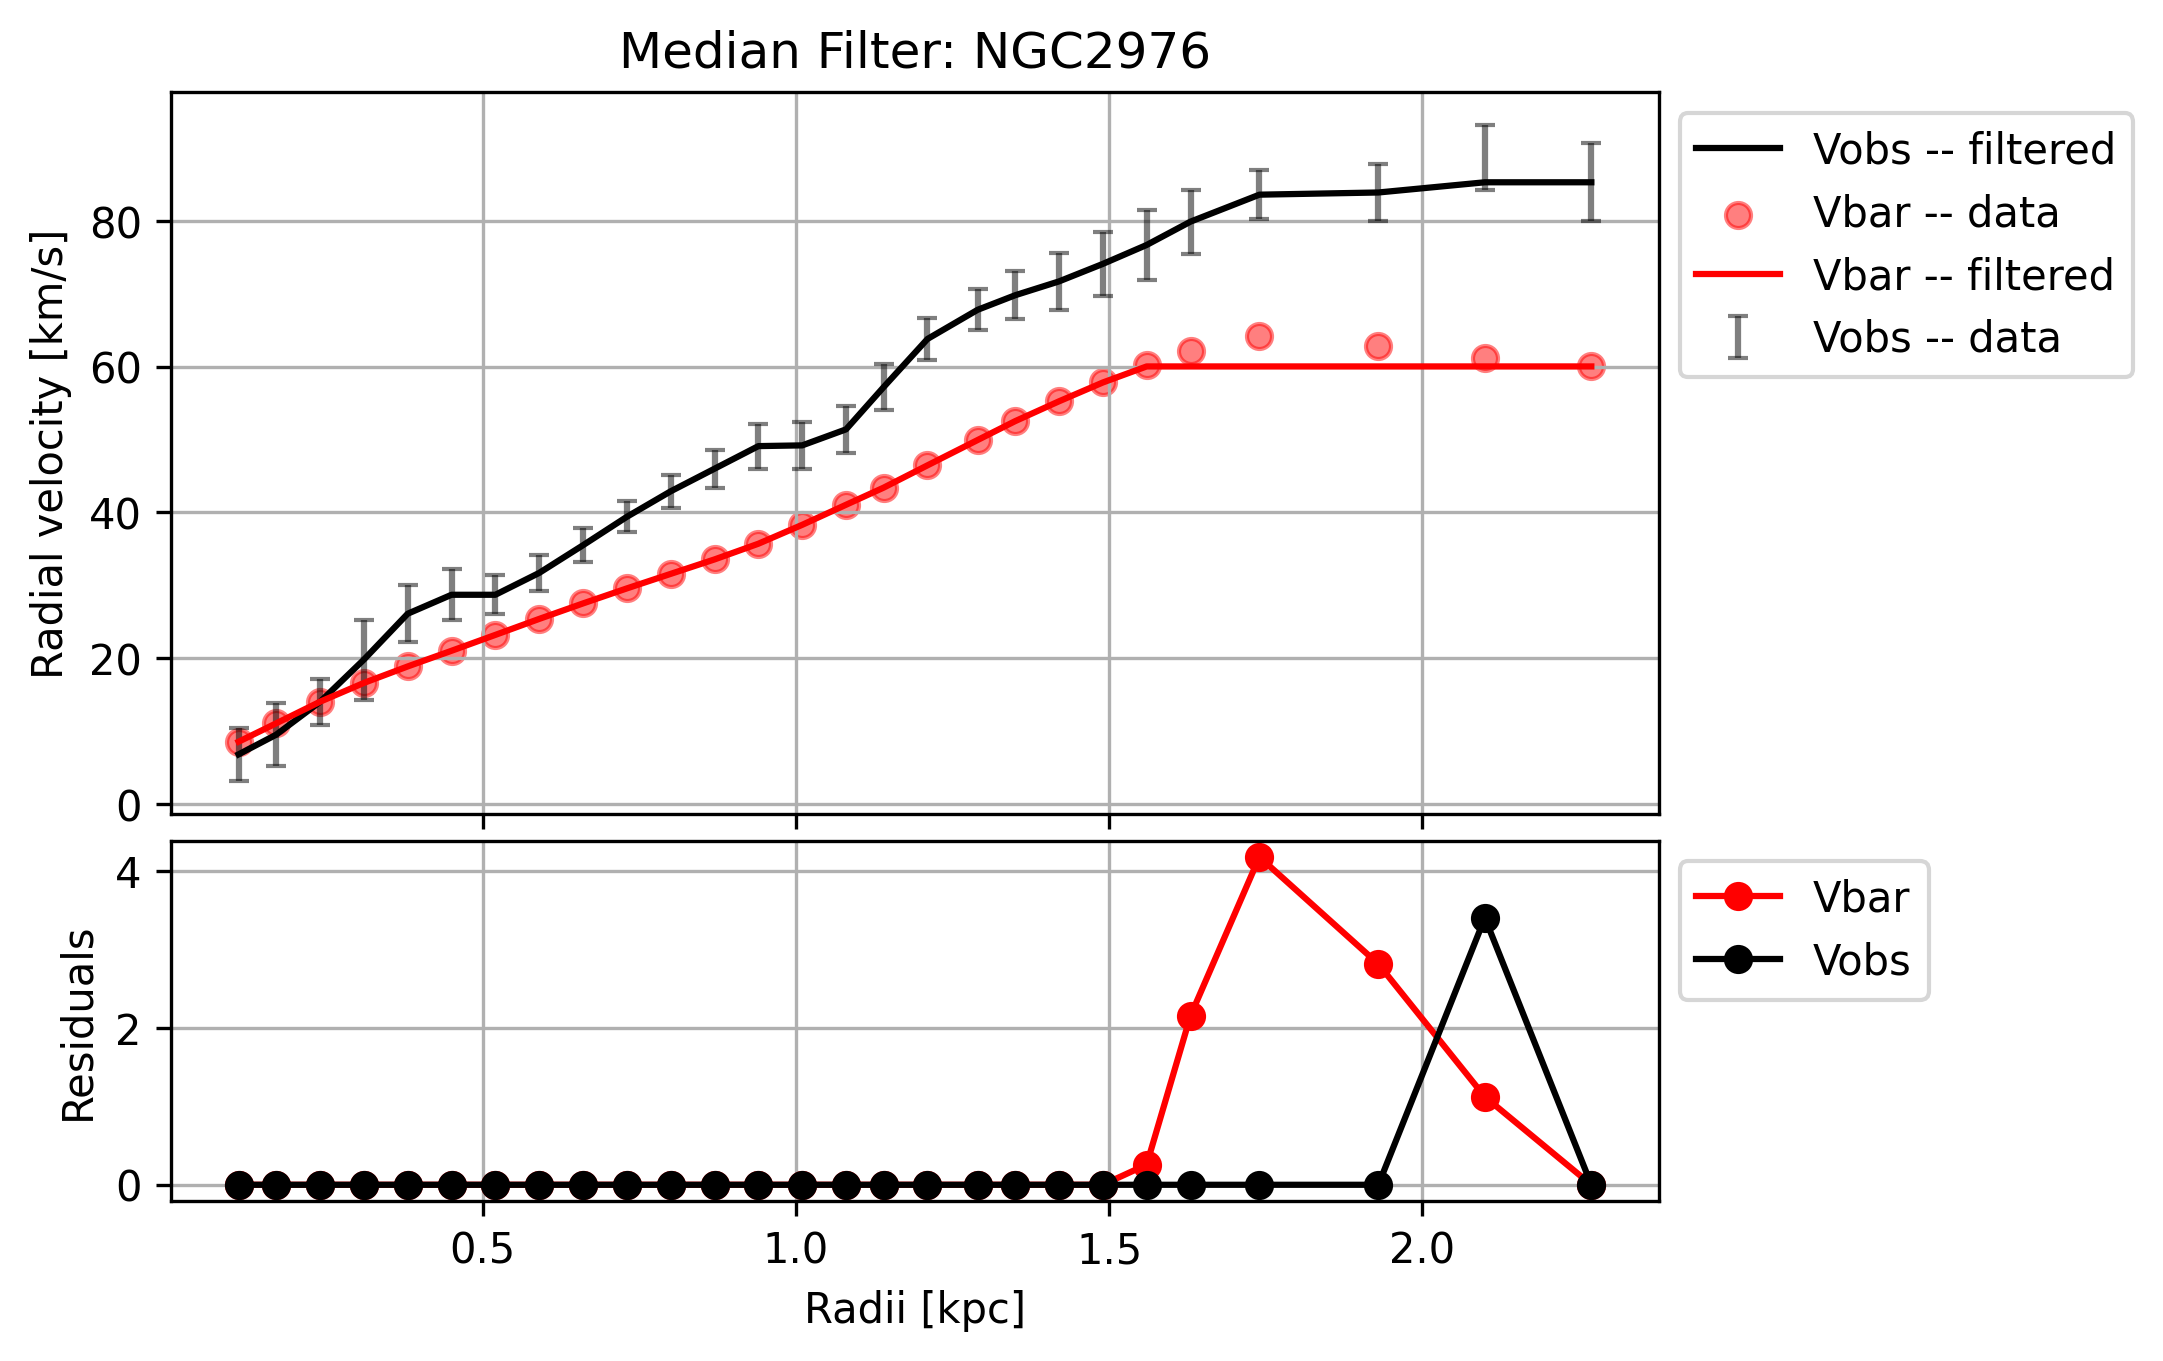 Median Filter: NGC2976
Radial velocity [km/s]
80
60
40
20
0
Vobs -- filtered
Vbar -- data
Vbar -- filtered
Vobs -- data
Residuals
4
2
0
Vbar
Vobs
0.5 1.0 1.5 2.0
Radii [kpc]